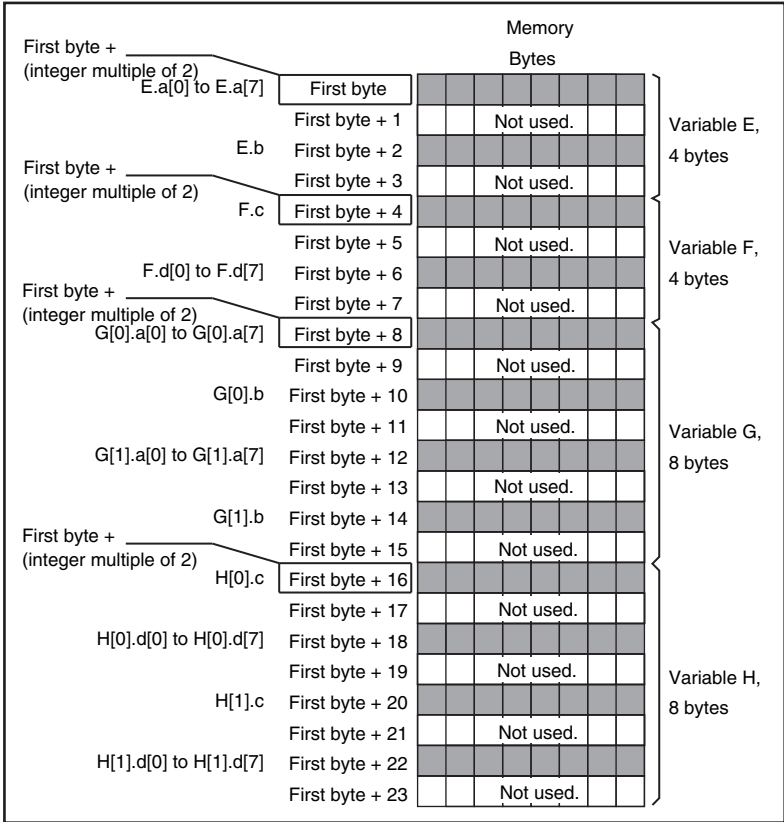 Memory
Bytes
First byte +
(integer multiple of 2)
E.a[0] to E.a[7] First byte
First byte + 1 Not used.
E.b First byte + 2
First byte + 3 Not used.
Variable E,
4 bytes
First byte +
(integer multiple of 2)
F.c First byte + 4
First byte + 5 Not used.
F.d[0] to F.d[7] First byte + 6
First byte + 7 Not used.
Variable F,
4 bytes
First byte +
(integer multiple of 2)
G[0].a[0] to G[0].a[7] First byte + 8
First byte + 9 Not used.
G[0].b First byte + 10
First byte + 11 Not used.
G[1].a[0] to G[1].a[7] First byte + 12
First byte + 13 Not used.
G[1].b First byte + 14
First byte + 15 Not used.
Variable G,
8 bytes
First byte +
(integer multiple of 2)
H[0].c First byte + 16
First byte + 17 Not used.
H[0].d[0] to H[0].d[7] First byte + 18
First byte + 19 Not used.
H[1].c First byte + 20
First byte + 21 Not used.
H[1].d[0] to H[1].d[7] First byte + 22
First byte + 23 Not used.
Variable H,
8 bytes